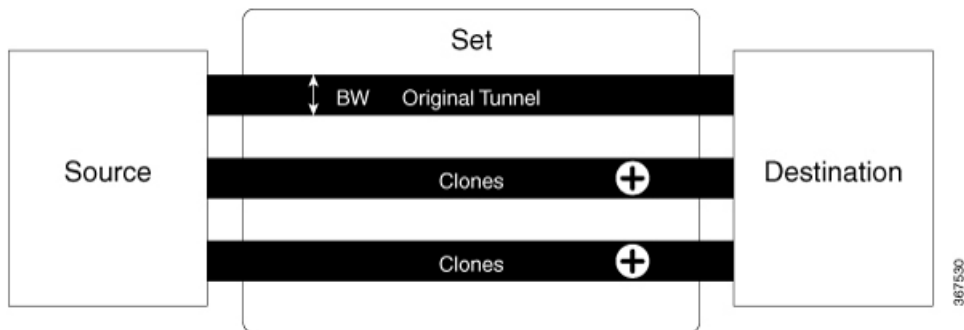 Set
BW Original Tunnel
Source
Clones
Destination
Clones
367530